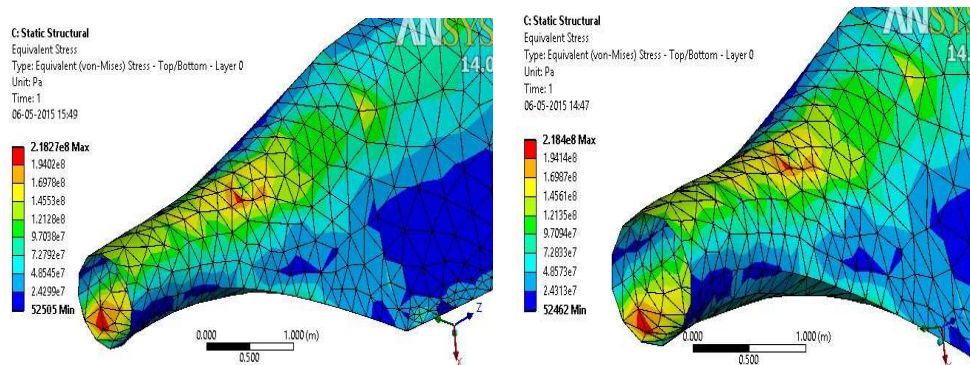 C: Static Structural
Equivalent Stress
Type: Equivalent (von-Mises) Stress - Top/Bottom - Layer 0
Unit: Pa
Time: 1
06-05-2015 15:49
2.1827e8 Max
1.9402e8
1.6978e8
1.4553e8
1.2128e8
9.7038e7
7.2792e7
4.8545e7
2.4299e7
52505 Min
ANSYS
14.0
0.000
1.000 (m)
0.500
Z
X
C: Static Structural
Equivalent Stress
Type: Equivalent (von-Mises) Stress - Top/Bottom - Layer 0
Unit: Pa
Time: 1
06-05-2015 14:47
2.184e8 Max
1.9414e8
1.6987e8
1.4561e8
1.2135e8
9.7094e7
7.2833e7
4.8573e7
2.4313e7
52462 Min
ANSYS
14.
0.000
1.000 (m)
0.500